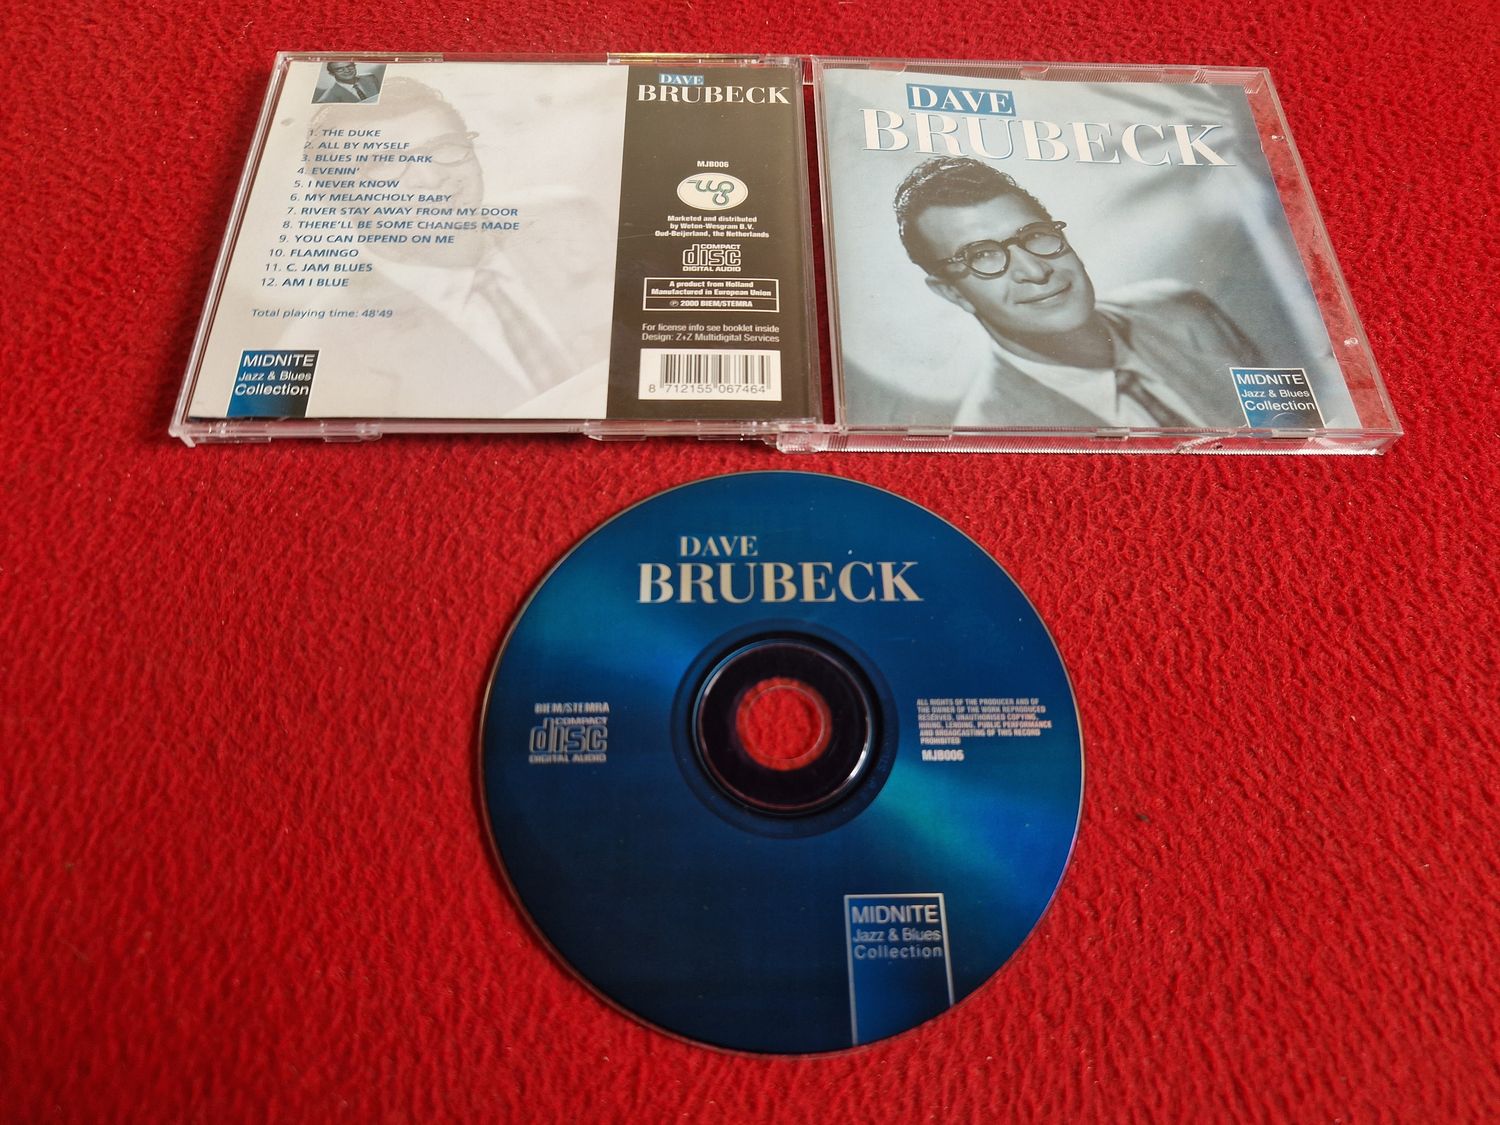 1. THE DUKE
2. ALL BY MYSELF
3. BLUES IN THE DARK
4. EVENIN'
5. I NEVER KNOW
6. MY MELANCHOLY BABY
7. RIVER STAY AWAY FROM MY DOOR
8. THERE'LL BE SOME CHANGES MADE
9. YOU CAN DEPEND ON ME
10. FLAMINGO
11. C. JAM BLUES
12. AM I BLUE
Total playing time: 48'49
MIDNITE
Jazz & Blues
Collection
DAVE
BRUBECK
MJB006
Marketed and distributed
by Weton-Wesgram B.V.
Oud-Beijerland, the Netherlands
COMPACT
disc
DIGITAL AUDIO
A product from Holland
Manufactured in European Union
℗ 2000 BIEM/STEMRA
For license info see booklet inside
Design: Z+Z Multidigital Services
8 712155 067464
DAVE
BRUBECK
MIDNITE
Jazz & Blues
Collection
DAVE
BRUBECK
BIEM/STEMRA
COMPACT
disc
DIGITAL AUDIO
ALL RIGHTS OF THE PRODUCER AND OF
THE OWNER OF THE WORK REPRODUCED
RESERVED. UNAUTHORISED COPYING,
HIRING, LENDING, PUBLIC PERFORMANCE
AND BROADCASTING OF THIS RECORD
PROHIBITED
MJB006
MIDNITE
Jazz & Blues
Collection